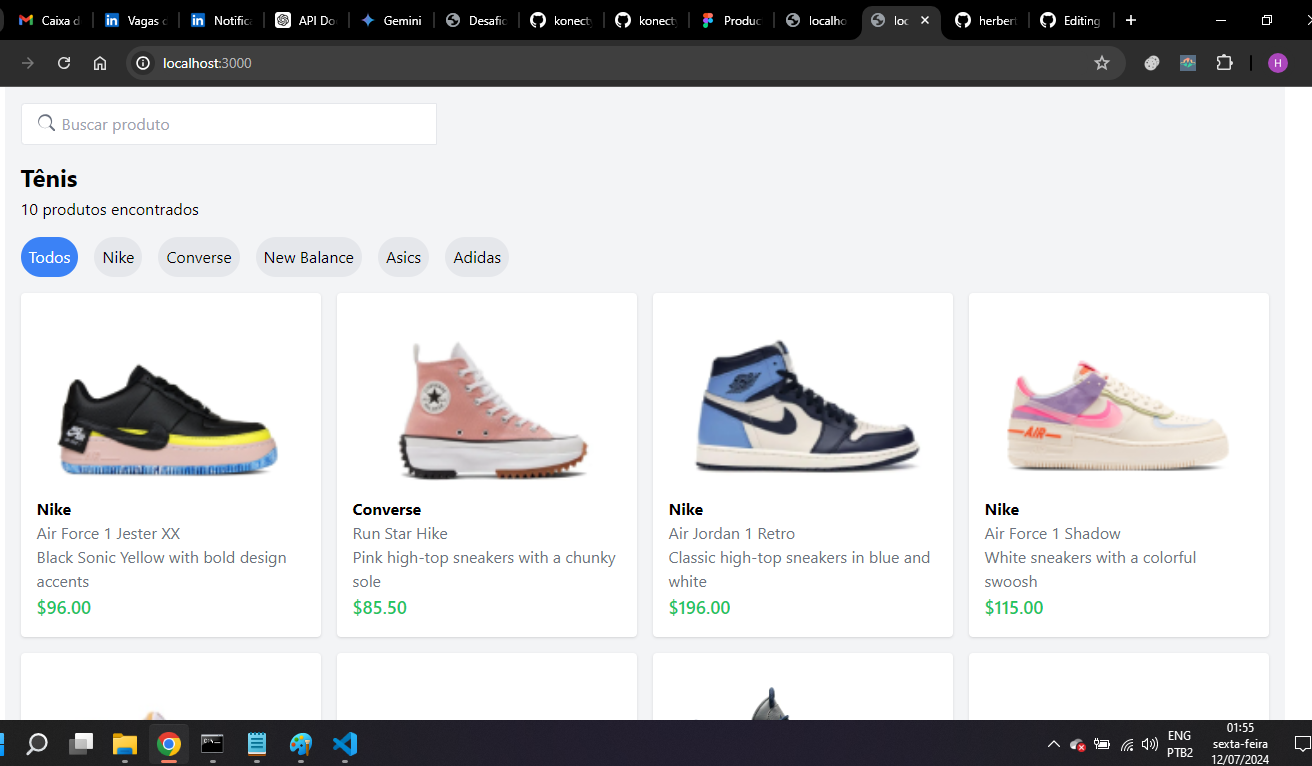 Caixa d
Vagas
Notific
API Do
Gemini
Desafic
konect
konect
Produc
localho
loc
herber
Editing
localhost:3000
Buscar produto
Tênis
10 produtos encontrados
Todos Nike Converse New Balance Asics Adidas
AIR
Nike
Air Force 1 Jester XX
Black Sonic Yellow with bold design
accents
$96.00
Converse
Run Star Hike
Pink high-top sneakers with a chunky
sole
$85.50
Nike
Air Jordan 1 Retro
Classic high-top sneakers in blue and
white
$196.00
Nike
Air Force 1 Shadow
White sneakers with a colorful
swoosh
$115.00
ENG
PTB2
01:55
sexta-feira
12/07/2024